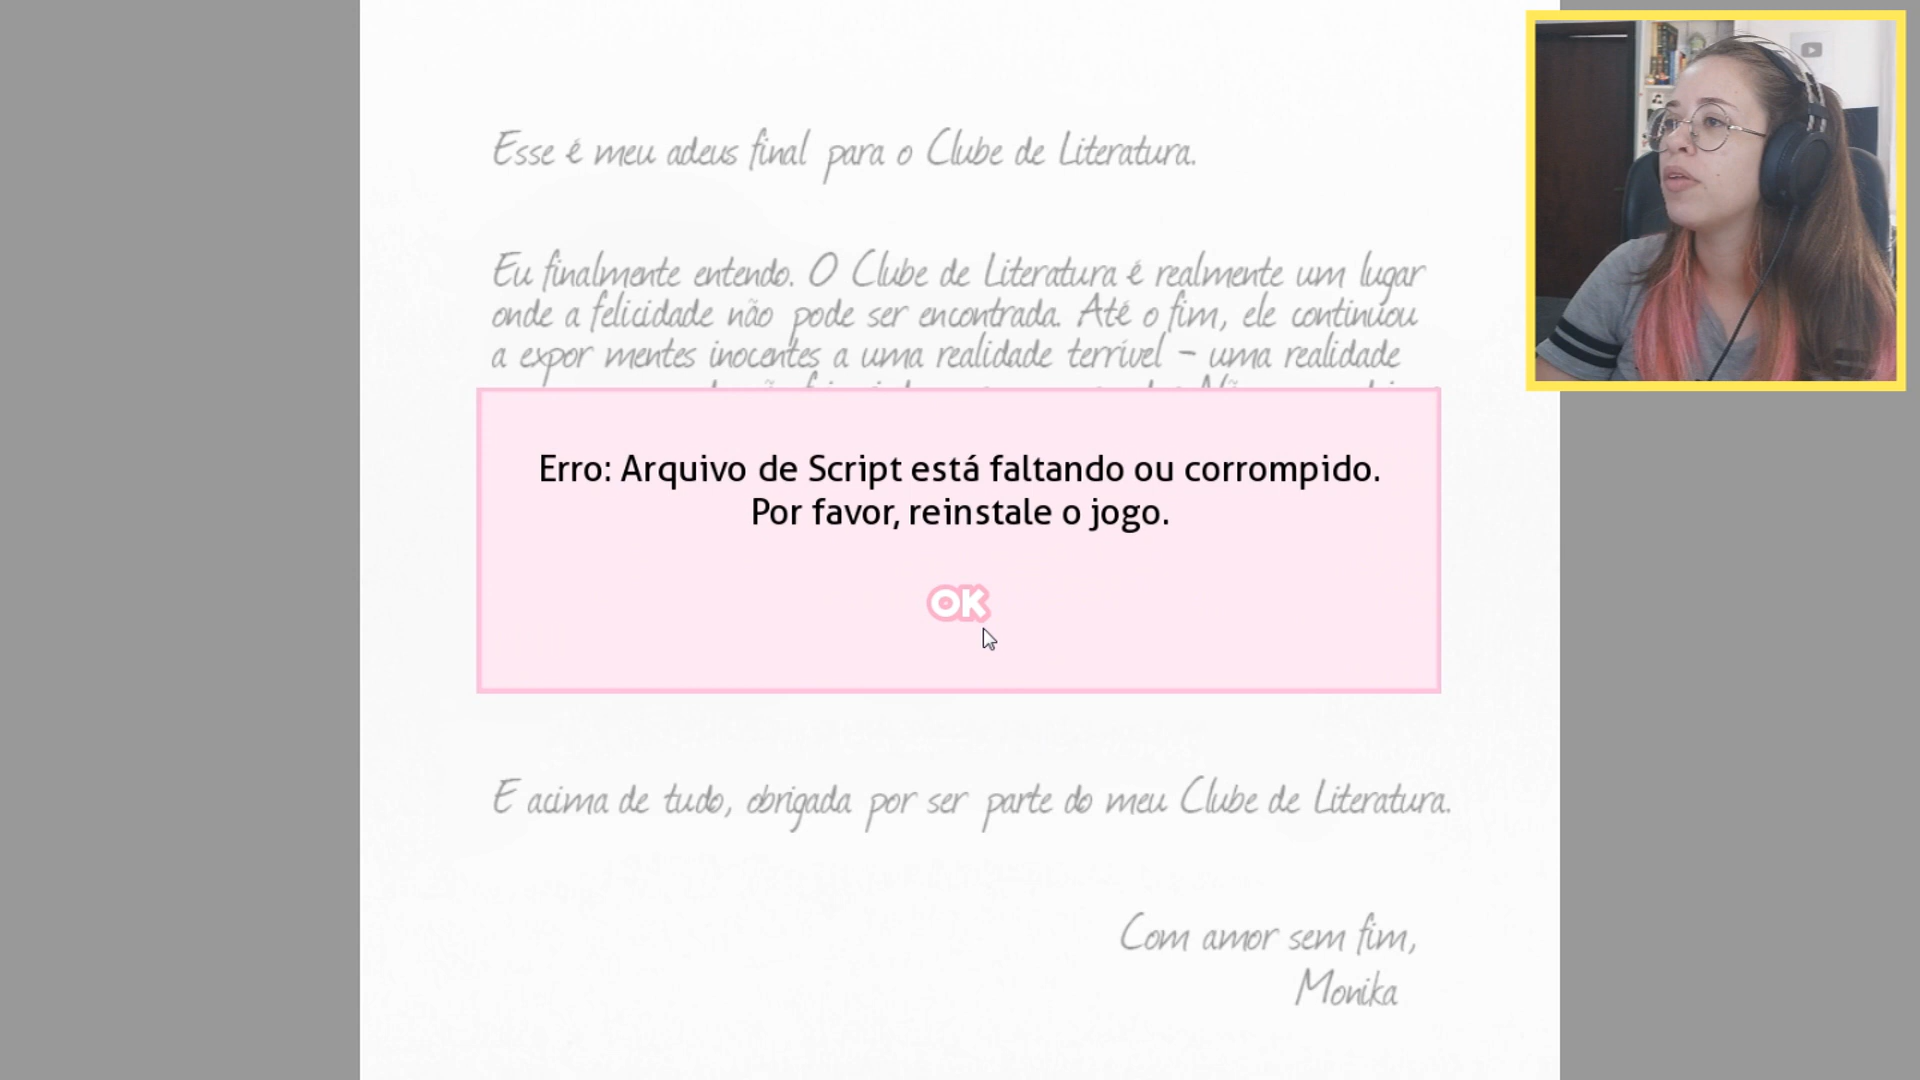 Esse é meu adeus final para o Clube de Literatura.
Eu finalmente entendo. O Clube de Literatura é realmente um lugar
onde a felicidade não pode ser encontrada. Até o fim, ele continuou
a expor mentes inocentes a uma realidade terrível - uma realidade
Erro: Arquivo de Script está faltando ou corrompido.
Por favor, reinstale o jogo.
OK
E acima de tudo, obrigada por ser parte do meu Clube de Literatura.
Com amor sem fim,
Monika